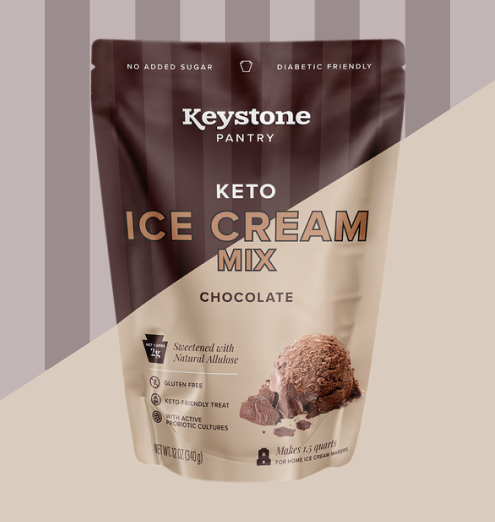 NO ADDED SUGAR
DIABETIC FRIENDLY
Keystone
PANTRY
KETO
ICE CREAM
MIX
CHOCOLATE
NET CARBS
2g
Sweetened with
Natural Allulose
GLUTEN FREE
KETO-FRIENDLY TREAT
WITH ACTIVE
PROBIOTIC CULTURES
NET WT. 12 OZ (340g)
Makes 1.5 quarts
FOR HOME ICE CREAM MAKERS